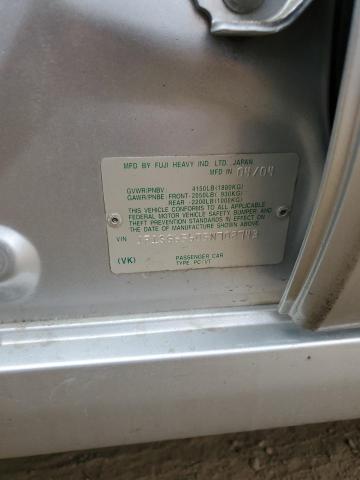 MFD BY FUJI HEAVY IND. LTD. JAPAN
MFD IN 04/04
GVWR/PNBV 4150LB(1880KG)
GAWR/PNBE FRONT-2050LB( 930KG)
REAR -2200LB(1100KG)
THIS VEHICLE CONFORMS TO ALL APPLICABLE
FEDERAL MOTOR VEHICLE SAFETY, BUMPER, AND
THEFT PREVENTION STANDARDS IN EFFECT ON THE
DATE OF MANUFACTURE SHOWN ABOVE.
VIN
PASSENGER CAR
(VK) TYPE PC/VT